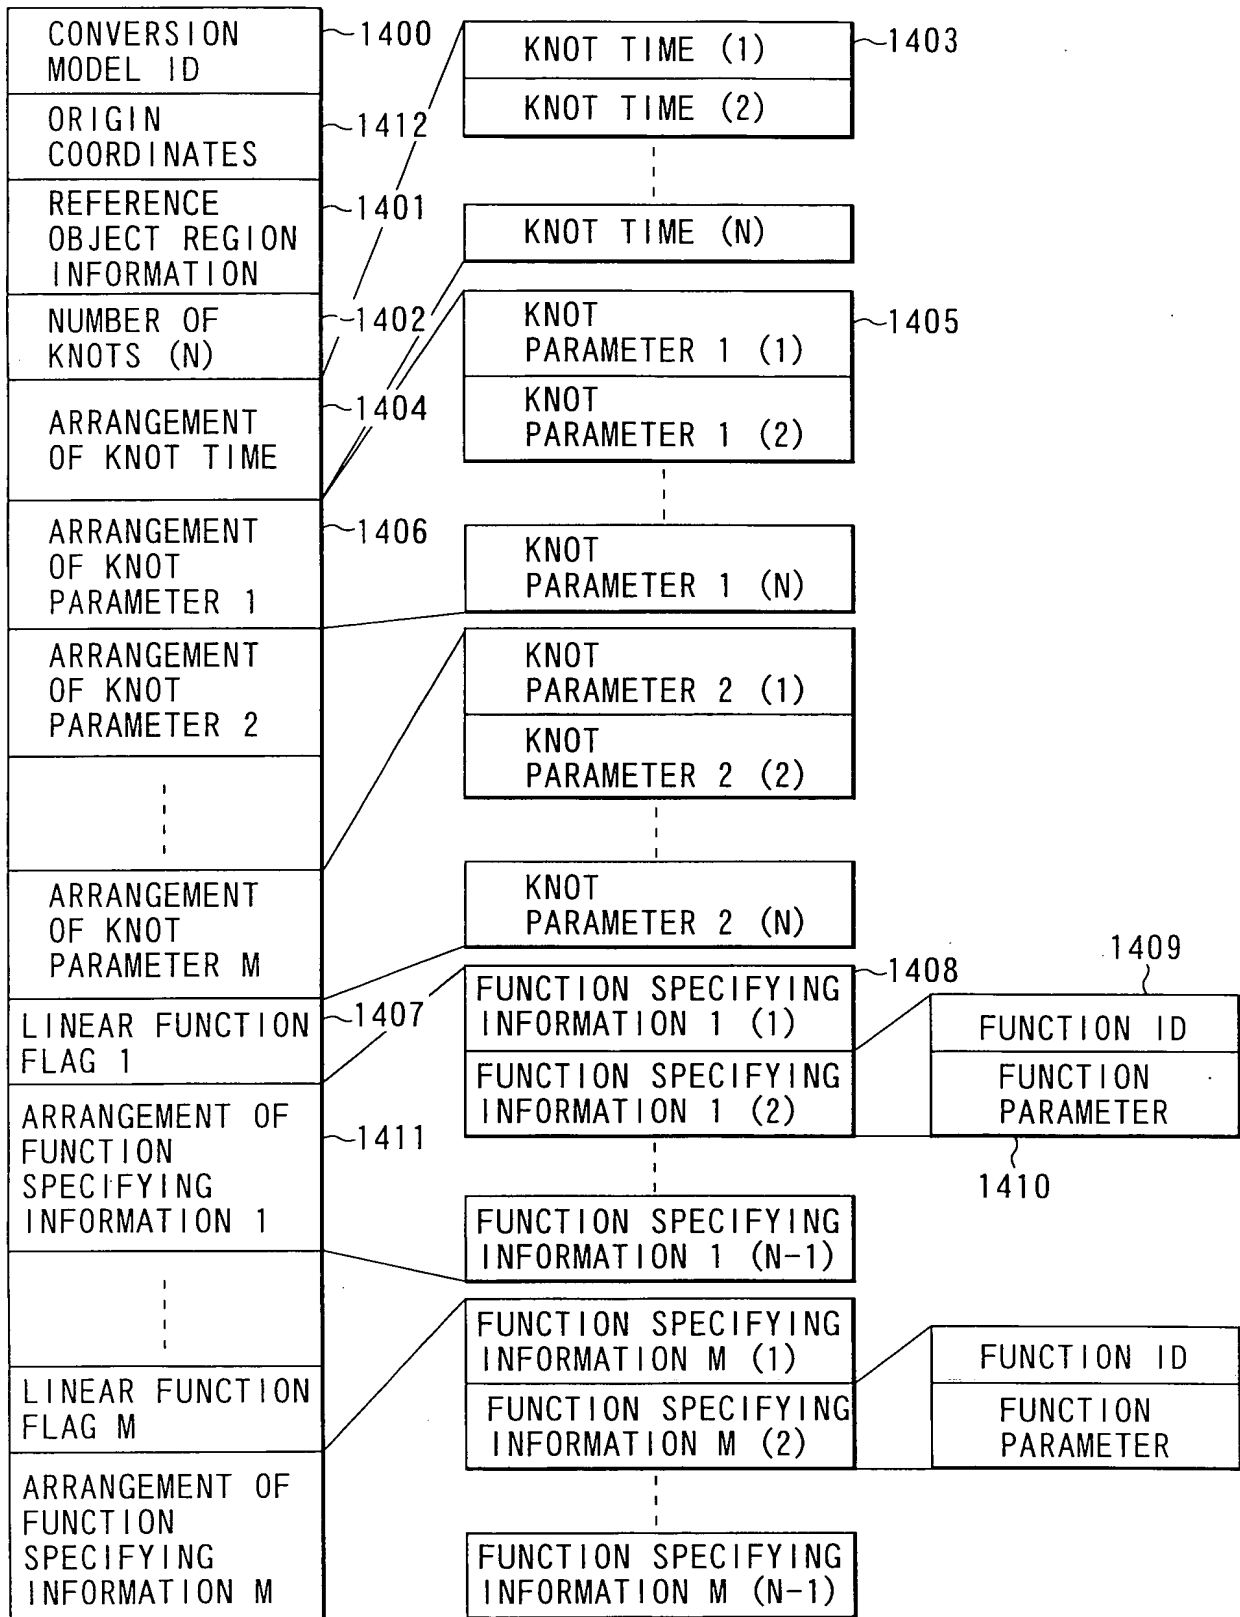 CONVERSION
MODEL ID
1400
ORIGIN
COORDINATES
1412
REFERENCE
OBJECT REGION
INFORMATION
1401
NUMBER OF
KNOTS (N)
1402
ARRANGEMENT
OF KNOT TIME
1404
ARRANGEMENT
OF KNOT
PARAMETER 1
1406
ARRANGEMENT
OF KNOT
PARAMETER 2
ARRANGEMENT
OF KNOT
PARAMETER M
LINEAR FUNCTION
FLAG 1
1407
ARRANGEMENT OF
FUNCTION
SPECIFYING
INFORMATION 1
1411
LINEAR FUNCTION
FLAG M
ARRANGEMENT OF
FUNCTION
SPECIFYING
INFORMATION M
KNOT TIME (1)
1403
KNOT TIME (2)
KNOT TIME (N)
KNOT
PARAMETER 1 (1)
1405
KNOT
PARAMETER 1 (2)
KNOT
PARAMETER 1 (N)
KNOT
PARAMETER 2 (1)
KNOT
PARAMETER 2 (2)
KNOT
PARAMETER 2 (N)
FUNCTION SPECIFYING
INFORMATION 1 (1)
1408
FUNCTION SPECIFYING
INFORMATION 1 (2)
FUNCTION SPECIFYING
INFORMATION 1 (N-1)
FUNCTION SPECIFYING
INFORMATION M (1)
FUNCTION SPECIFYING
INFORMATION M (2)
FUNCTION SPECIFYING
INFORMATION M (N-1)
1409
FUNCTION ID
FUNCTION
PARAMETER
1410
FUNCTION ID
FUNCTION
PARAMETER